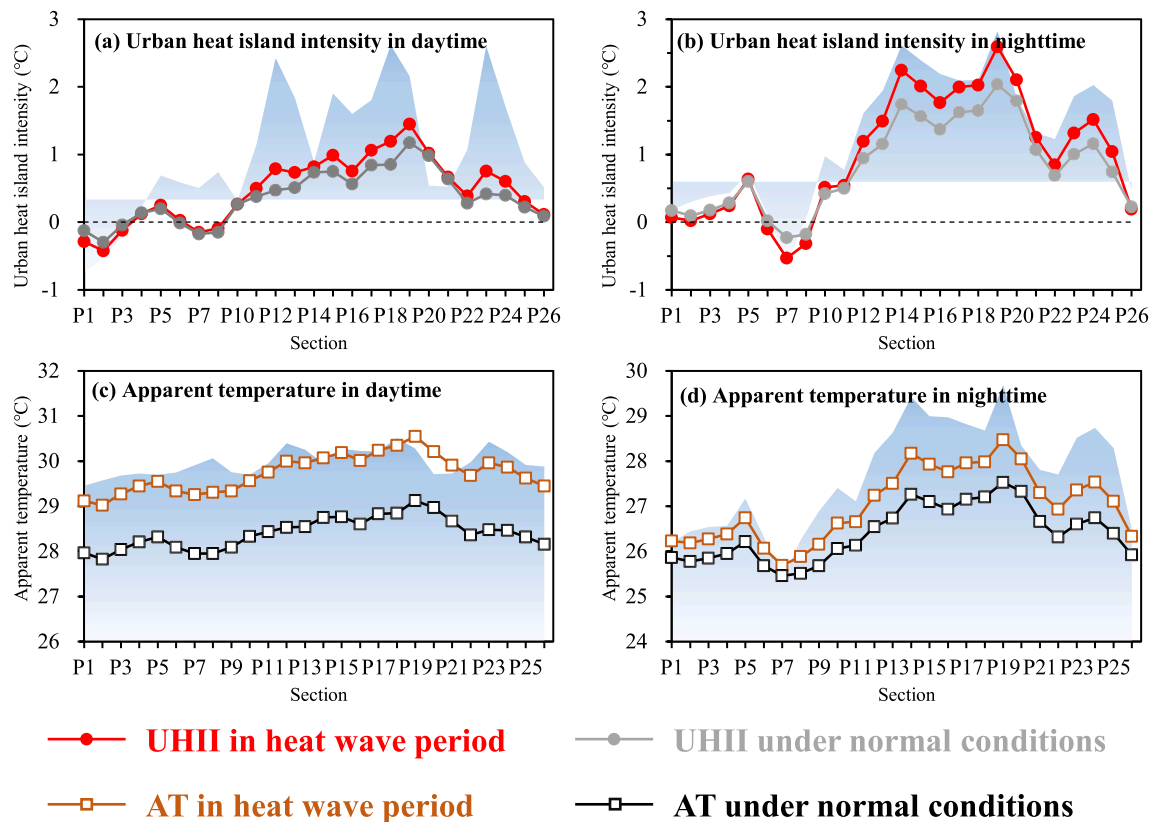 (a) Urban heat island intensity in daytime
Urban heat island intensity (℃)
3
2
1
0
-1
P1 P3 P5 P7 P10 P12 P14 P16 P18 P20 P22 P24 P26
Section
(b) Urban heat island intensity in nighttime
Urban heat island intensity (℃)
3
2
1
0
-1
P1 P3 P5 P7 P10 P12 P14 P16 P18 P20 P22 P24 P26
Section
(c) Apparent temperature in daytime
Apparent temperature (℃)
32
31
30
29
28
27
26
P1 P3 P5 P7 P9 P11 P13 P15 P17 P19 P21 P23 P25
Section
(d) Apparent temperature in nighttime
Apparent temperature (℃)
30
29
28
27
26
25
24
P1 P3 P5 P7 P9 P11 P13 P15 P17 P19 P21 P23 P25
Section
UHII in heat wave period
UHII under normal conditions
AT in heat wave period
AT under normal conditions